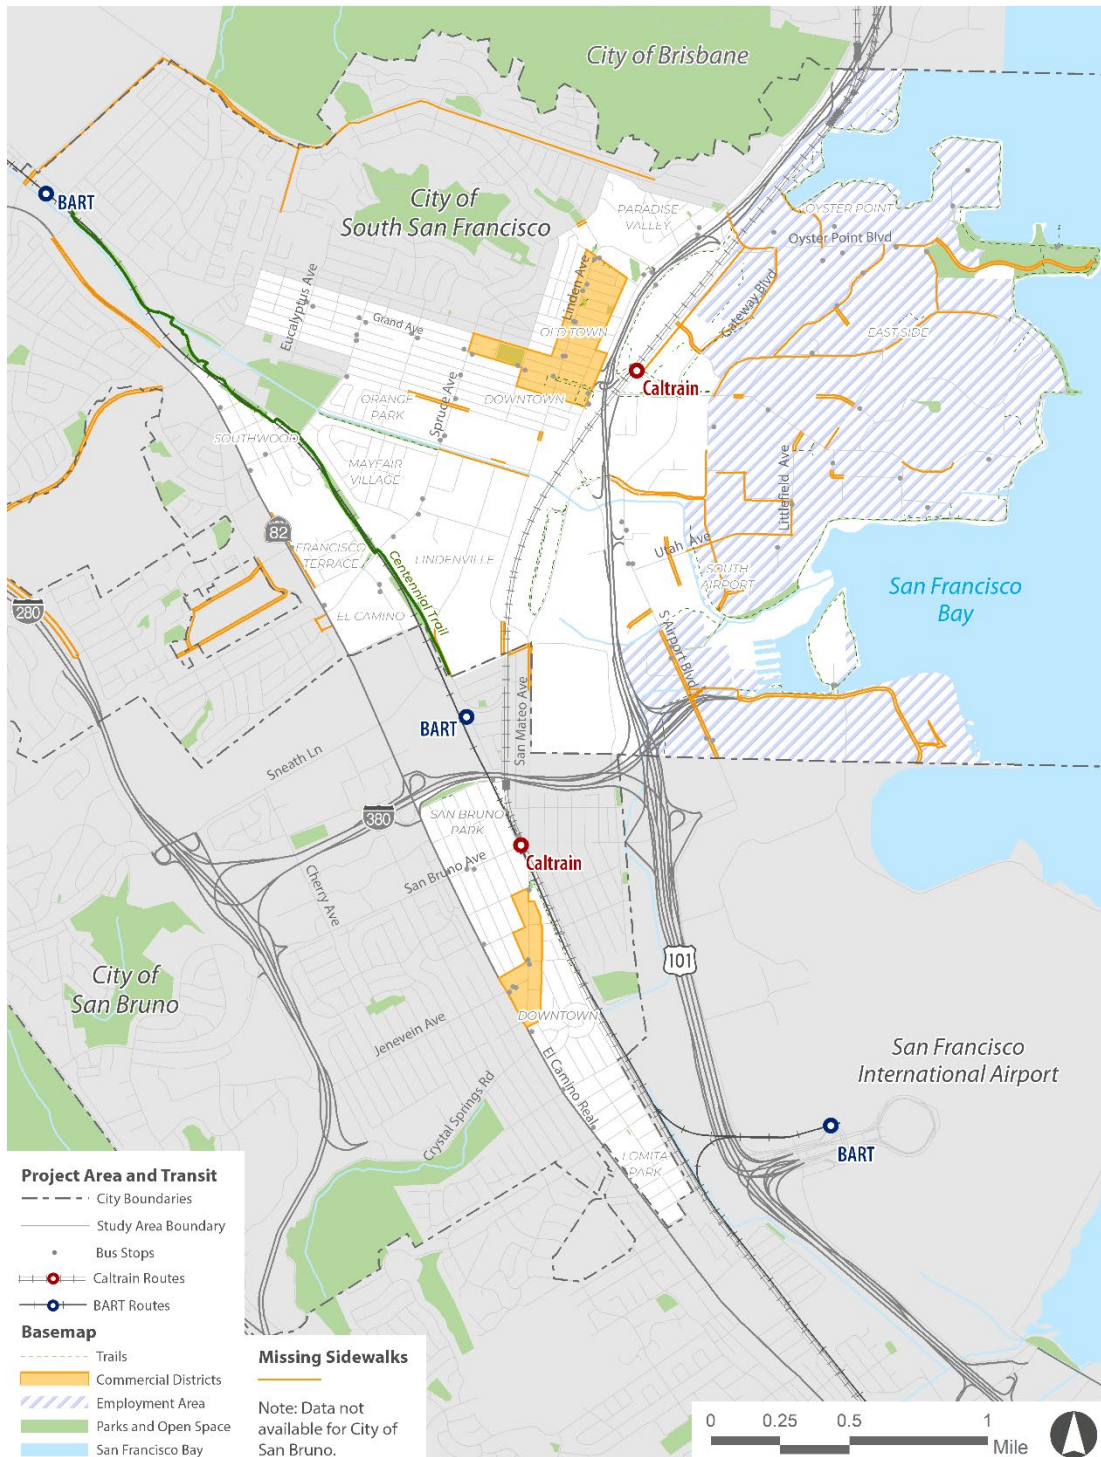 City of Brisbane
BART
City of
South San Francisco
PARADISE
VALLEY
OYSTER POINT
Oyster Point Blvd
Eucalyptus Ave
Grand Ave
Linden Ave
OLD TOWN
Gateway Blvd
EAST SIDE
Caltrain
Spruce Ave
ORANGE
PARK
DOWNTOWN
SOUTHWOOD
MAYFAIR
VILLAGE
Littlefield Ave
82
FRANCISCO
TERRACE
LINDENVILLE
Centennial Trail
Utah Ave
SOUTH
AIRPORT
San Francisco
Bay
280
EL CAMINO
S Airport Blvd
BART
San Mateo Ave
Sneath Ln
380
SAN BRUNO
PARK
Caltrain
San Bruno Ave
Cherry Ave
101
City of
San Bruno
DOWNTOWN
Jenevein Ave
El Camino Real
San Francisco
International Airport
Crystal Springs Rd
BART
LOMITA
PARK
Project Area and Transit
City Boundaries
Study Area Boundary
Bus Stops
Caltrain Routes
BART Routes
Basemap
Trails
Commercial Districts
Employment Area
Parks and Open Space
San Francisco Bay
Missing Sidewalks
Note: Data not
available for City of
San Bruno.
0 0.25 0.5 1
Mile